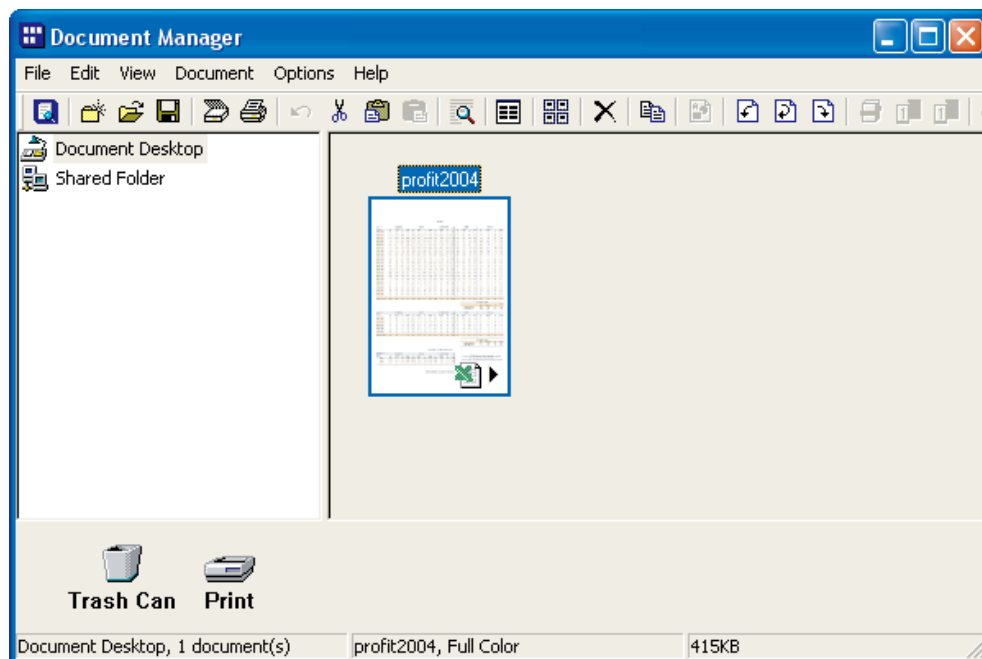 Document Manager
File Edit View Document Options Help
Document Desktop
Shared Folder
profit2004
Trash Can Print
Document Desktop, 1 document(s) profit2004, Full Color 415KB